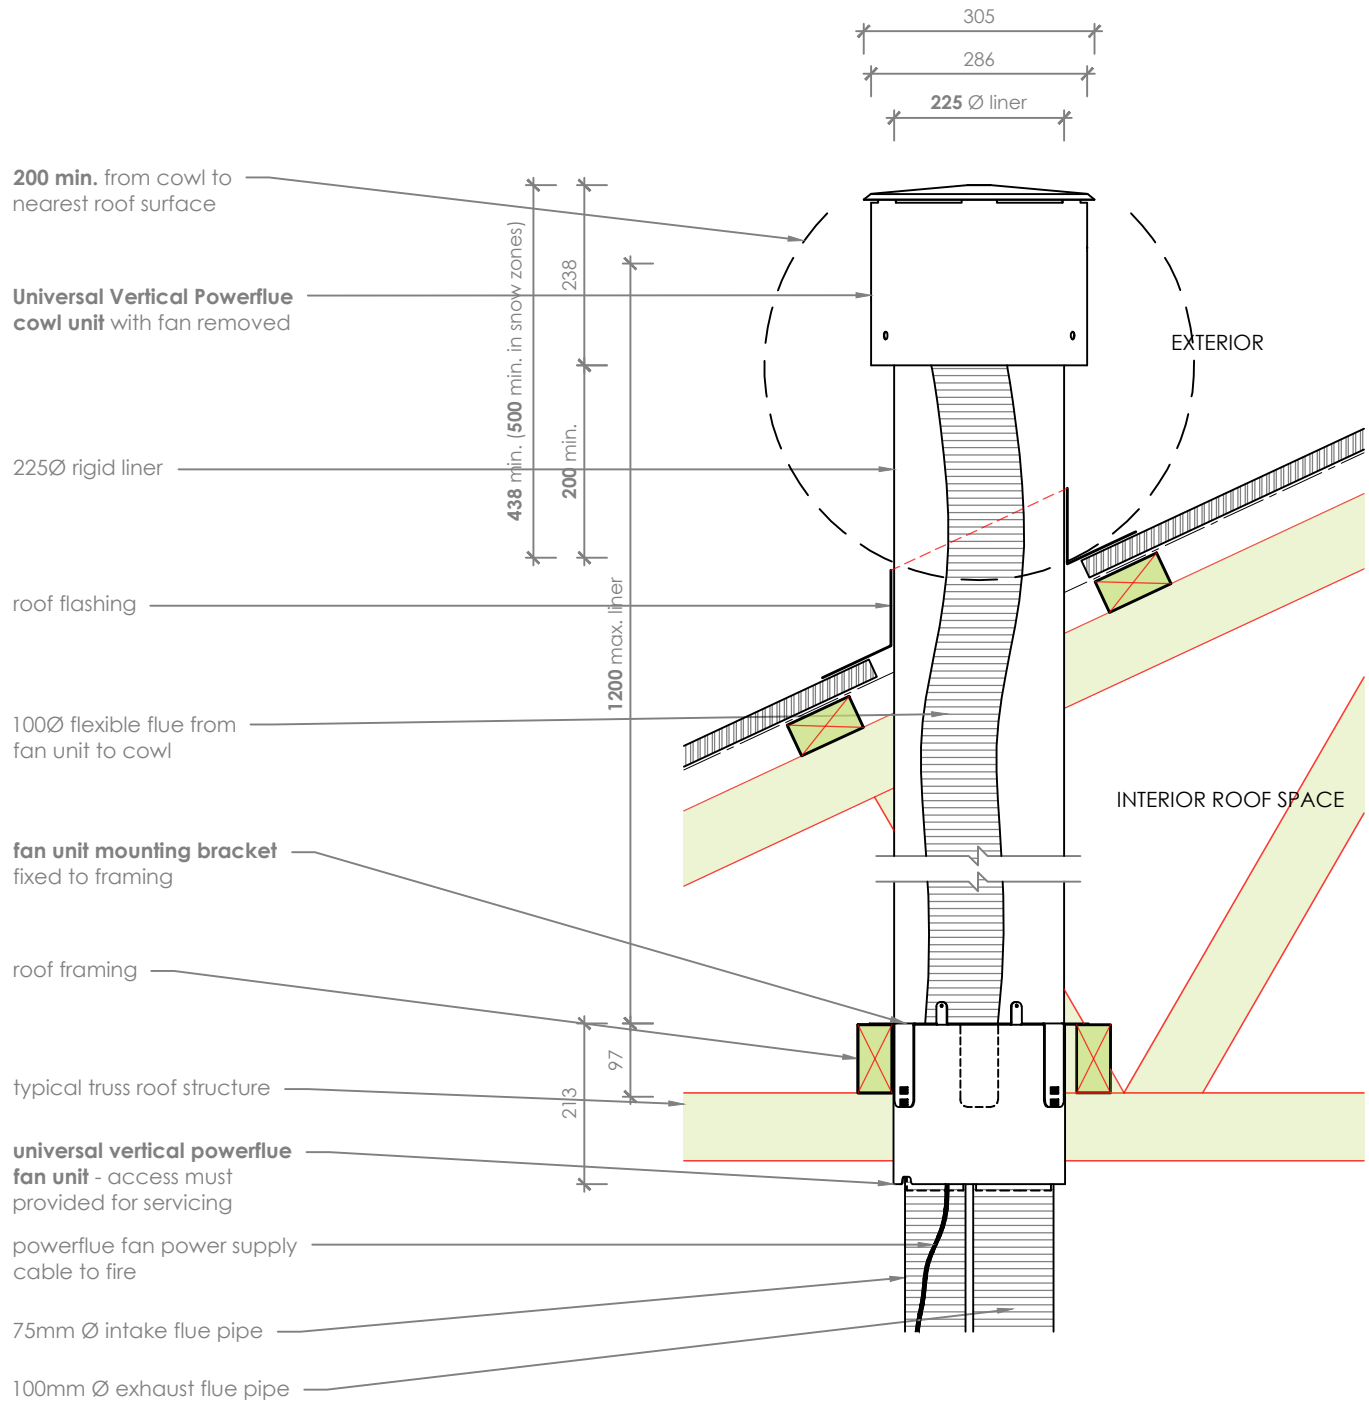 305
286
225 Ø liner
200 min. from cowl to
nearest roof surface
Universal Vertical Powerflue
cowl unit with fan removed
438 min. (500 min. in snow zones)
238
200 min.
EXTERIOR
225Ø rigid liner
roof flashing
1200 max. liner
100Ø flexible flue from
fan unit to cowl
INTERIOR ROOF SPACE
fan unit mounting bracket
fixed to framing
roof framing
97
213
typical truss roof structure
universal vertical powerflue
fan unit - access must
provided for servicing
powerflue fan power supply
cable to fire
75mm Ø intake flue pipe
100mm Ø exhaust flue pipe